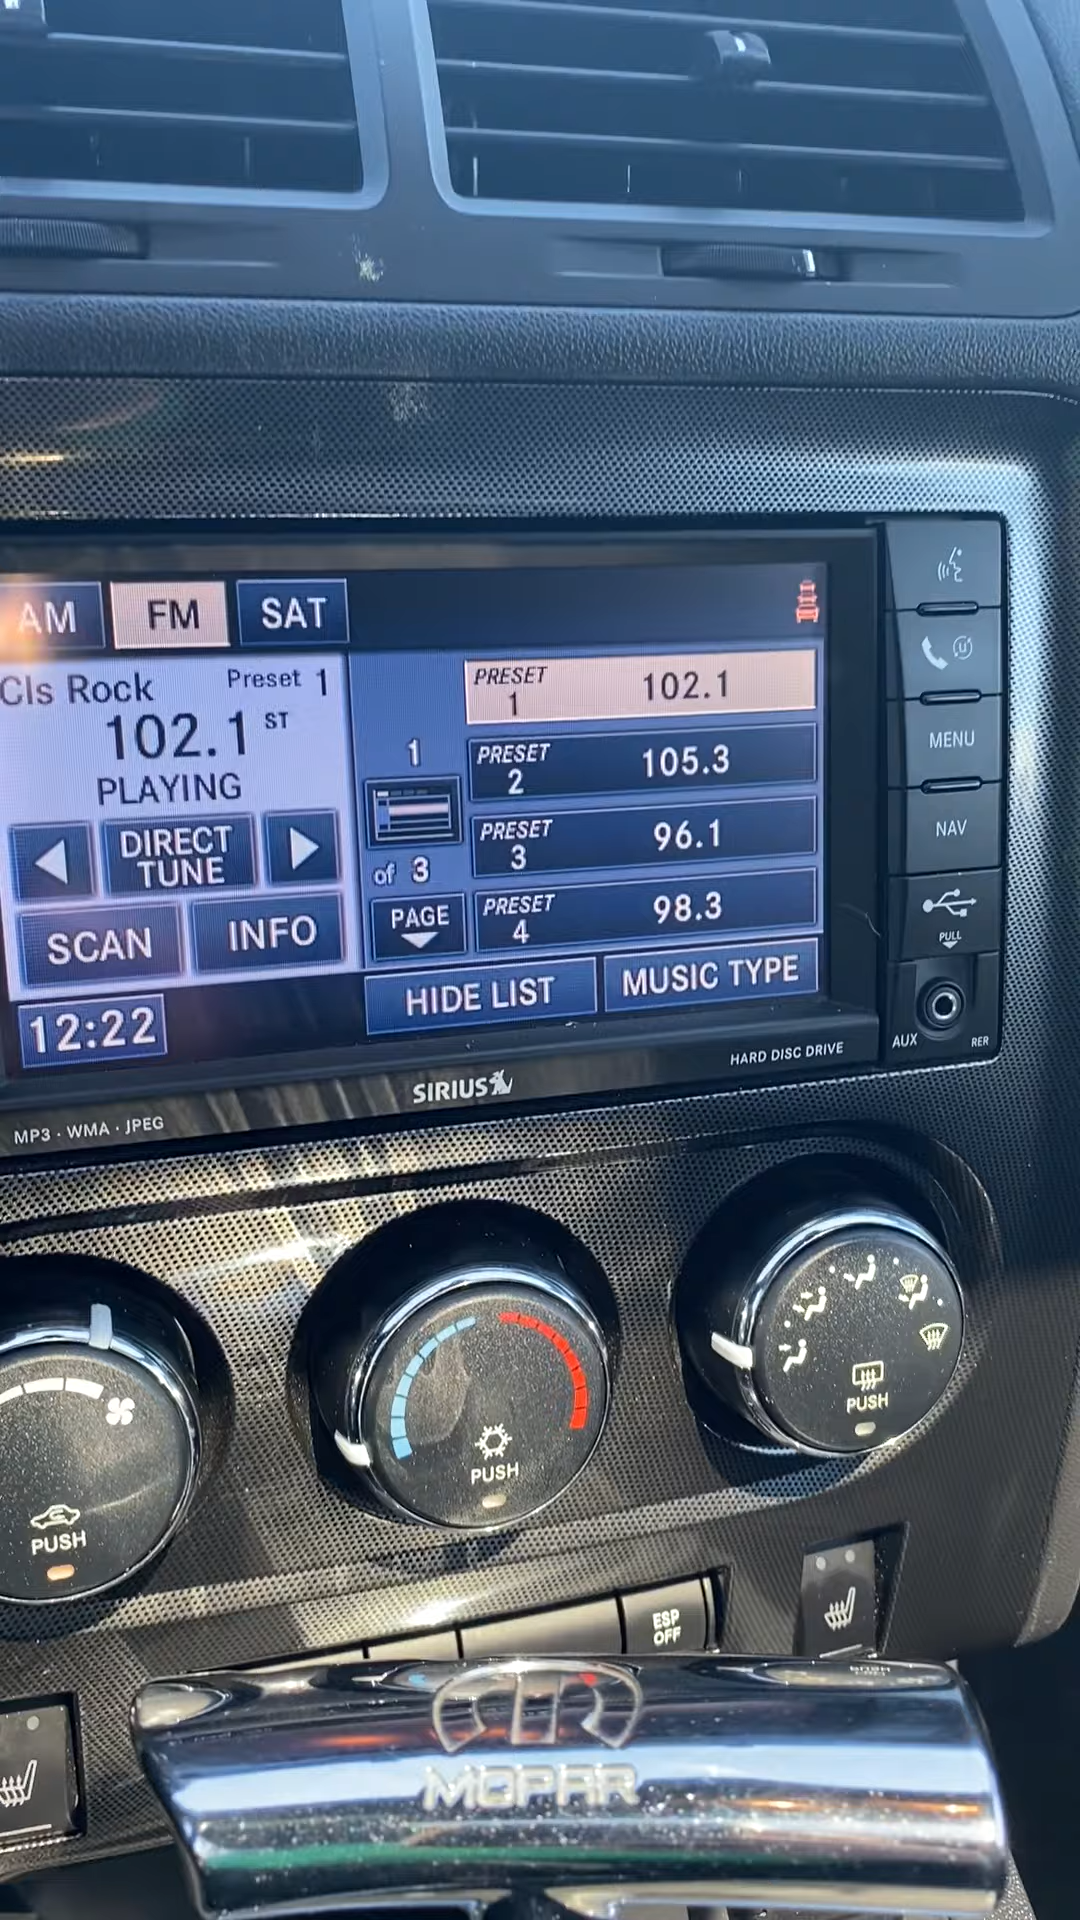 AM FM SAT
Cls Rock Preset 1
102.1 ST
PLAYING
DIRECT
TUNE
SCAN INFO
12:22
1
of 3
PAGE
PRESET
1 102.1
PRESET
2 105.3
PRESET
3 96.1
PRESET
4 98.3
HIDE LIST MUSIC TYPE
MENU
NAV
PULL
AUX RER
SIRIUS
HARD DISC DRIVE
MP3 · WMA · JPEG
PUSH
PUSH
PUSH
ESP
OFF
MOPAR